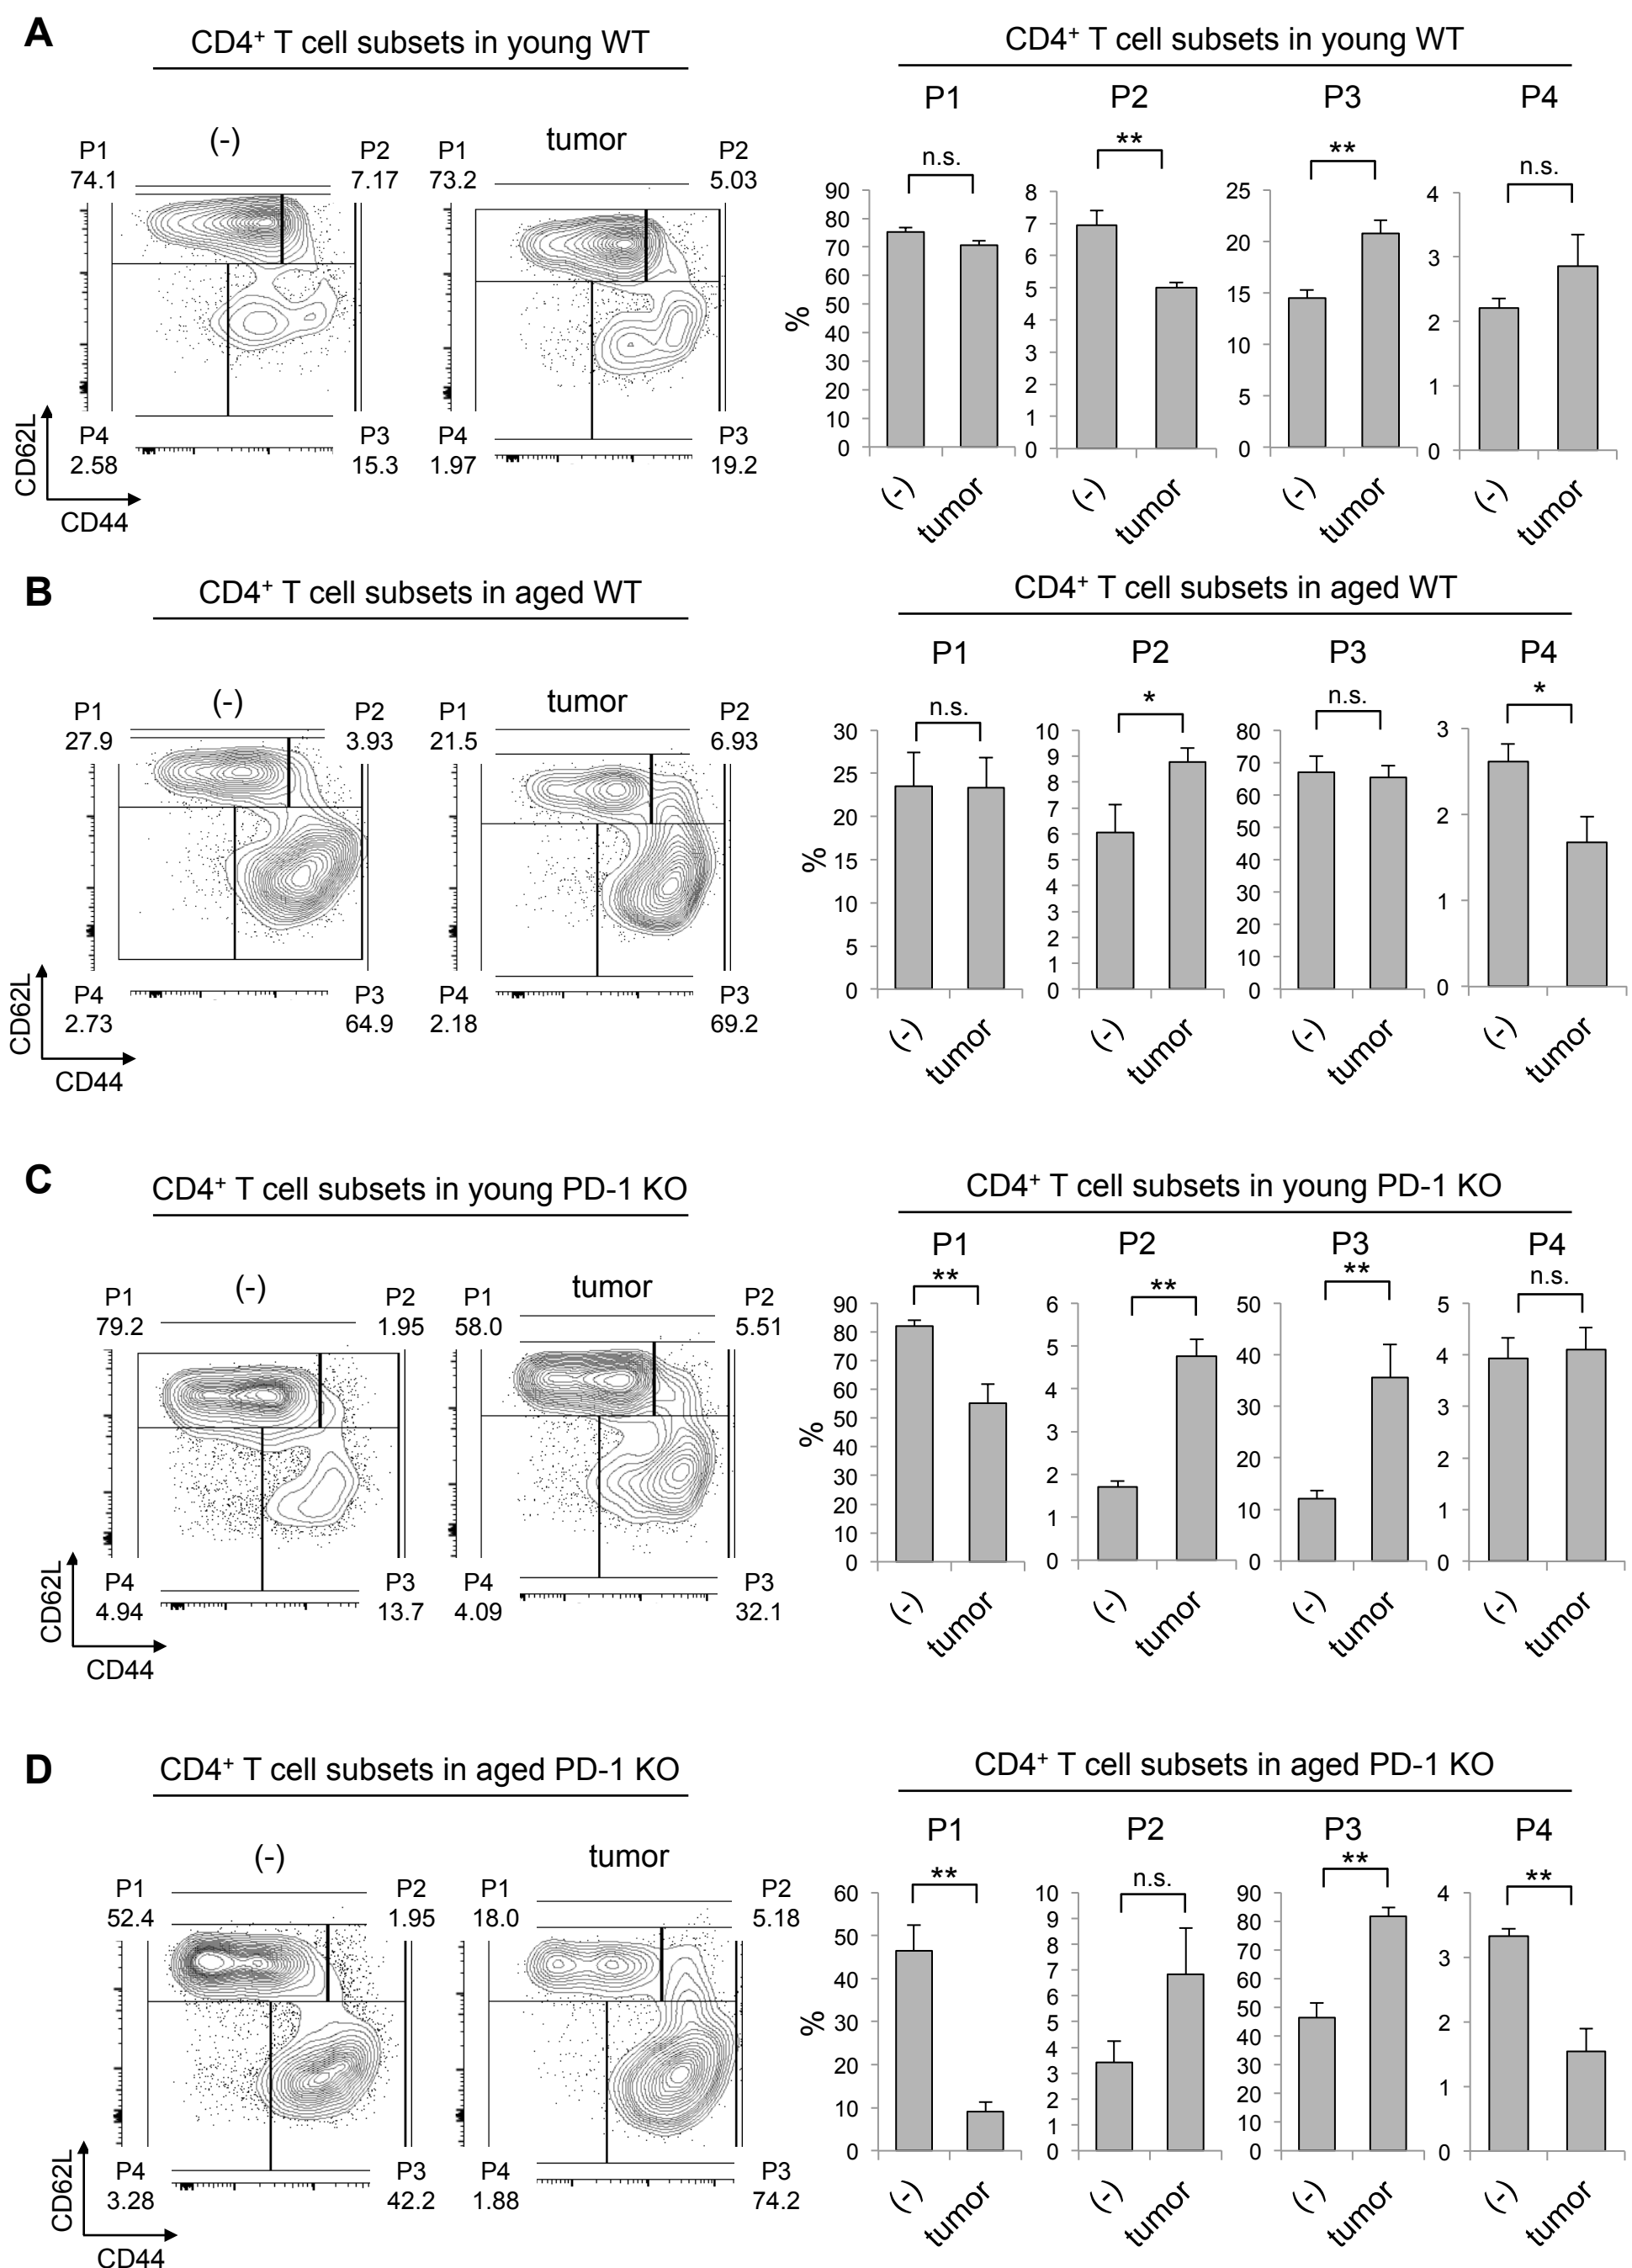 A
CD4+ T cell subsets in young WT
CD4+ T cell subsets in young WT
(-)
tumor
P1
74.1
P2
7.17
P1
73.2
P2
5.03
P4
2.58
P3
15.3
P4
1.97
P3
19.2
CD62L
CD44
P1
P2
P3
P4
n.s.
**
**
n.s.
%
90
80
70
60
50
40
30
20
10
0
8
7
6
5
4
3
2
1
0
25
20
15
10
5
0
4
3
2
1
0
(-)
tumor
(-)
tumor
(-)
tumor
(-)
tumor
B
CD4+ T cell subsets in aged WT
CD4+ T cell subsets in aged WT
(-)
tumor
P1
27.9
P2
3.93
P1
21.5
P2
6.93
P4
2.73
P3
64.9
P4
2.18
P3
69.2
CD62L
CD44
P1
P2
P3
P4
n.s.
*
n.s.
*
%
30
25
20
15
10
5
0
10
9
8
7
6
5
4
3
2
1
0
80
70
60
50
40
30
20
10
0
3
2
1
0
(-)
tumor
(-)
tumor
(-)
tumor
(-)
tumor
C
CD4+ T cell subsets in young PD-1 KO
CD4+ T cell subsets in young PD-1 KO
(-)
tumor
P1
79.2
P2
1.95
P1
58.0
P2
5.51
P4
4.94
P3
13.7
P4
4.09
P3
32.1
CD62L
CD44
P1
P2
P3
P4
**
**
**
n.s.
%
90
80
70
60
50
40
30
20
10
0
6
5
4
3
2
1
0
50
40
30
20
10
0
5
4
3
2
1
0
(-)
tumor
(-)
tumor
(-)
tumor
(-)
tumor
D
CD4+ T cell subsets in aged PD-1 KO
CD4+ T cell subsets in aged PD-1 KO
(-)
tumor
P1
52.4
P2
1.95
P1
18.0
P2
5.18
P4
3.28
P3
42.2
P4
1.88
P3
74.2
CD62L
CD44
P1
P2
P3
P4
**
n.s.
**
**
%
60
50
40
30
20
10
0
10
9
8
7
6
5
4
3
2
1
0
90
80
70
60
50
40
30
20
10
0
4
3
2
1
0
(-)
tumor
(-)
tumor
(-)
tumor
(-)
tumor